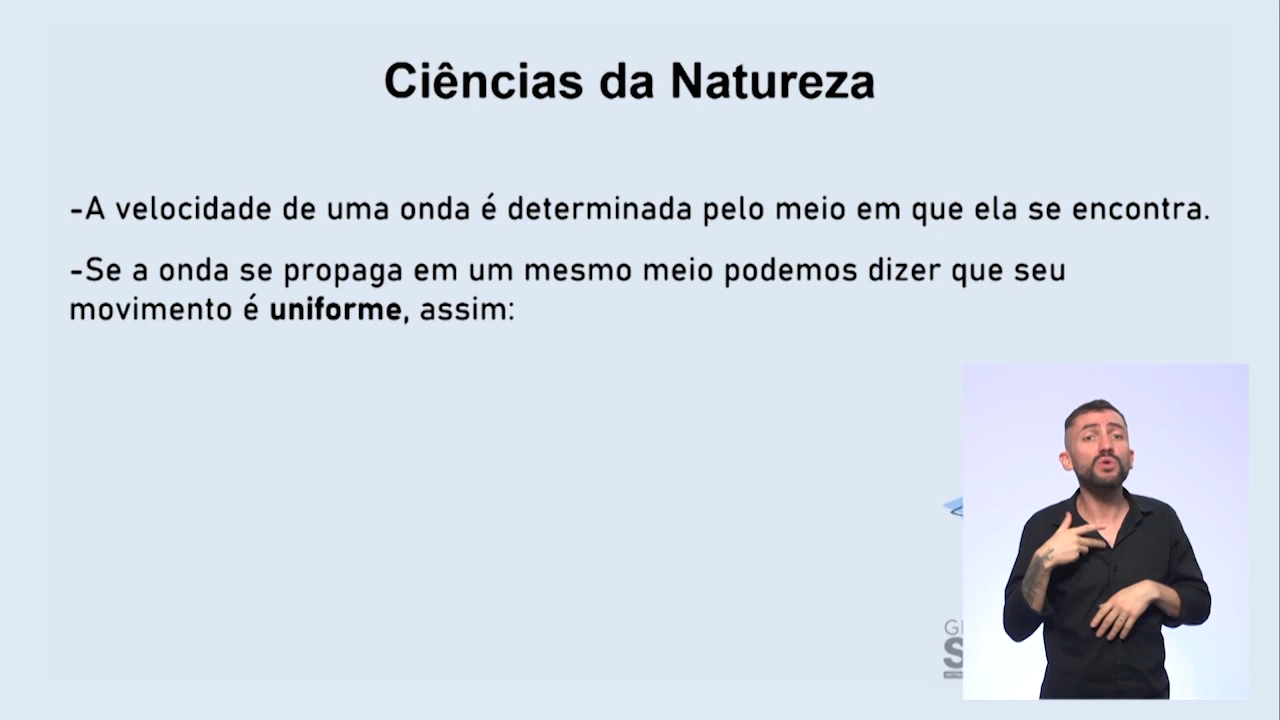 Ciências da Natureza
-A velocidade de uma onda é determinada pelo meio em que ela se encontra.
-Se a onda se propaga em um mesmo meio podemos dizer que seu
movimento é uniforme, assim: